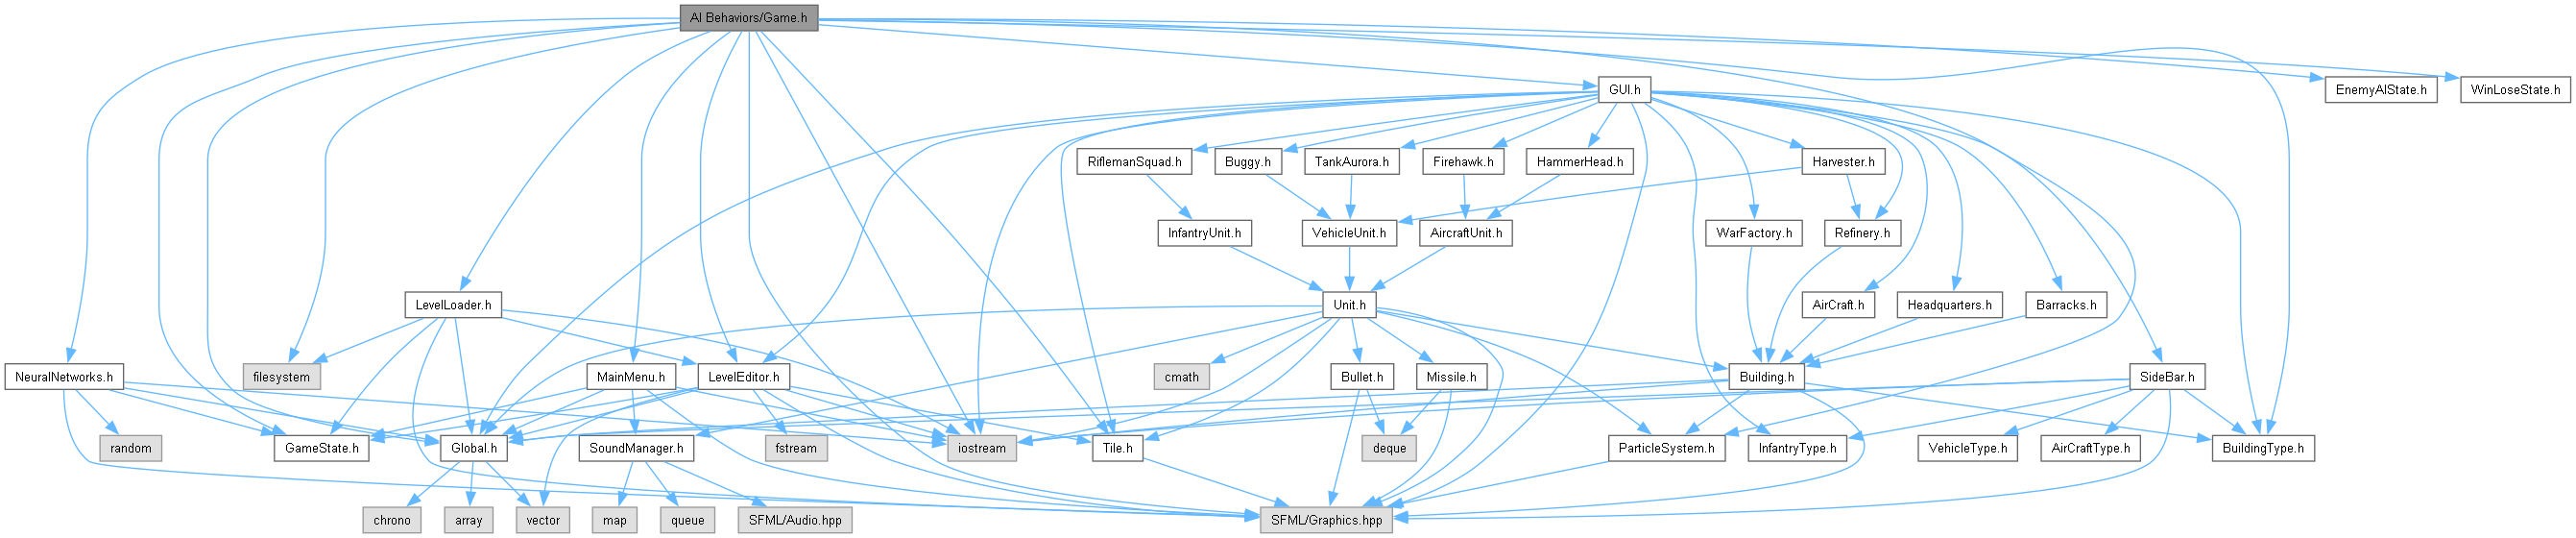 AI Behaviors/Game.h
GUI.h
EnemyAIState.h
WinLoseState.h
RiflemanSquad.h
Buggy.h
TankAurora.h
Firehawk.h
HammerHead.h
Harvester.h
InfantryUnit.h
VehicleUnit.h
AircraftUnit.h
WarFactory.h
Refinery.h
LevelLoader.h
Unit.h
AirCraft.h
Headquarters.h
Barracks.h
NeuralNetworks.h
filesystem
MainMenu.h
LevelEditor.h
cmath
Bullet.h
Missile.h
Building.h
SideBar.h
random
GameState.h
Global.h
SoundManager.h
fstream
iostream
Tile.h
deque
ParticleSystem.h
InfantryType.h
VehicleType.h
AirCraftType.h
BuildingType.h
chrono
array
vector
map
queue
SFML/Audio.hpp
SFML/Graphics.hpp